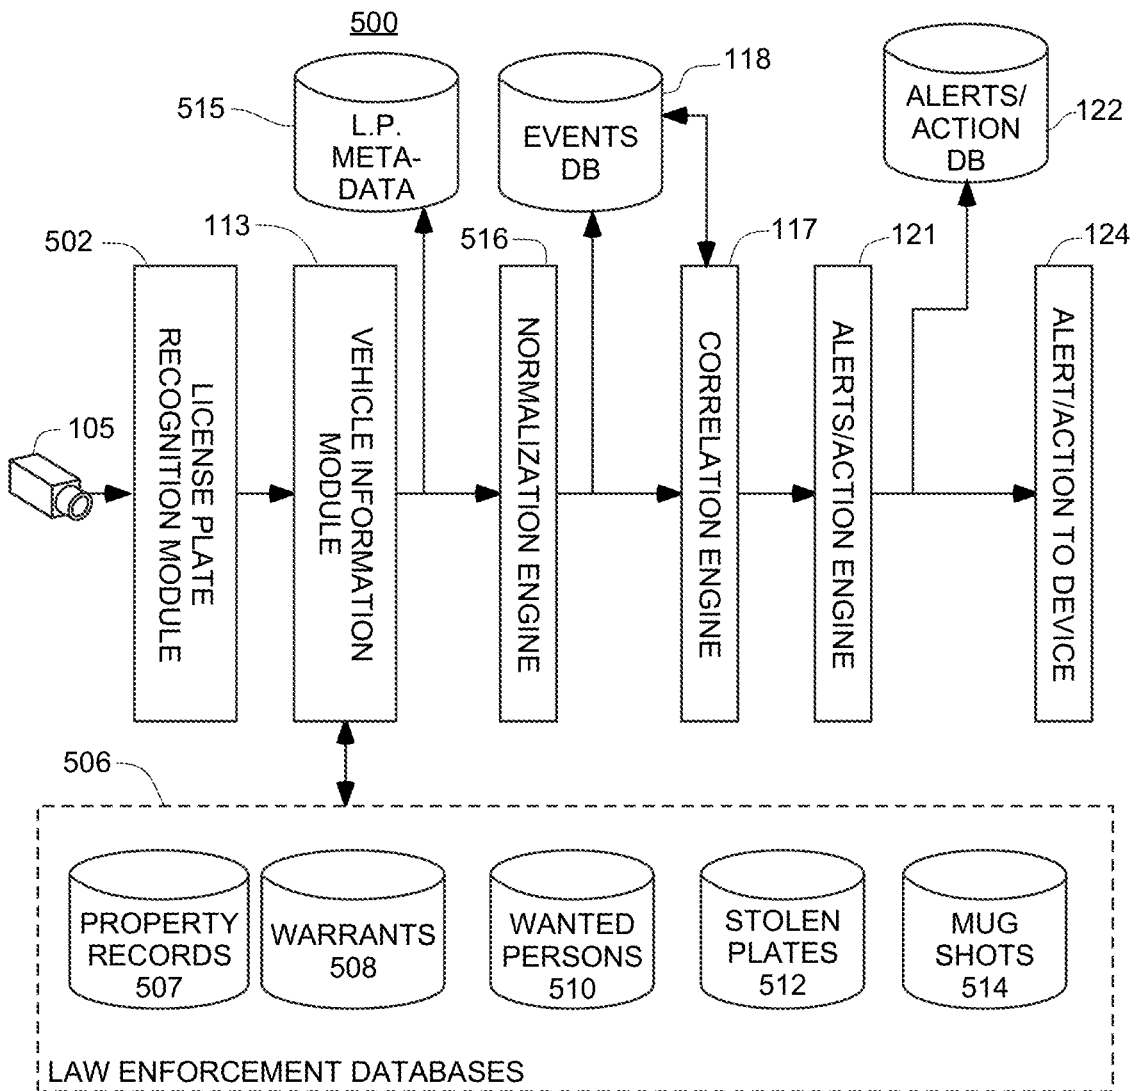 500
515
L.P.
META-
DATA
118
EVENTS
DB
ALERTS/
ACTION
DB
122
502
113
516
117
121
124
105
LICENSE PLATE
RECOGNITION MODULE
VEHICLE INFORMATION
MODULE
NORMALIZATION ENGINE
CORRELATION ENGINE
ALERTS/ACTION ENGINE
ALERT/ACTION TO DEVICE
506
PROPERTY
RECORDS
507
WARRANTS
508
WANTED
PERSONS
510
STOLEN
PLATES
512
MUG
SHOTS
514
LAW ENFORCEMENT DATABASES